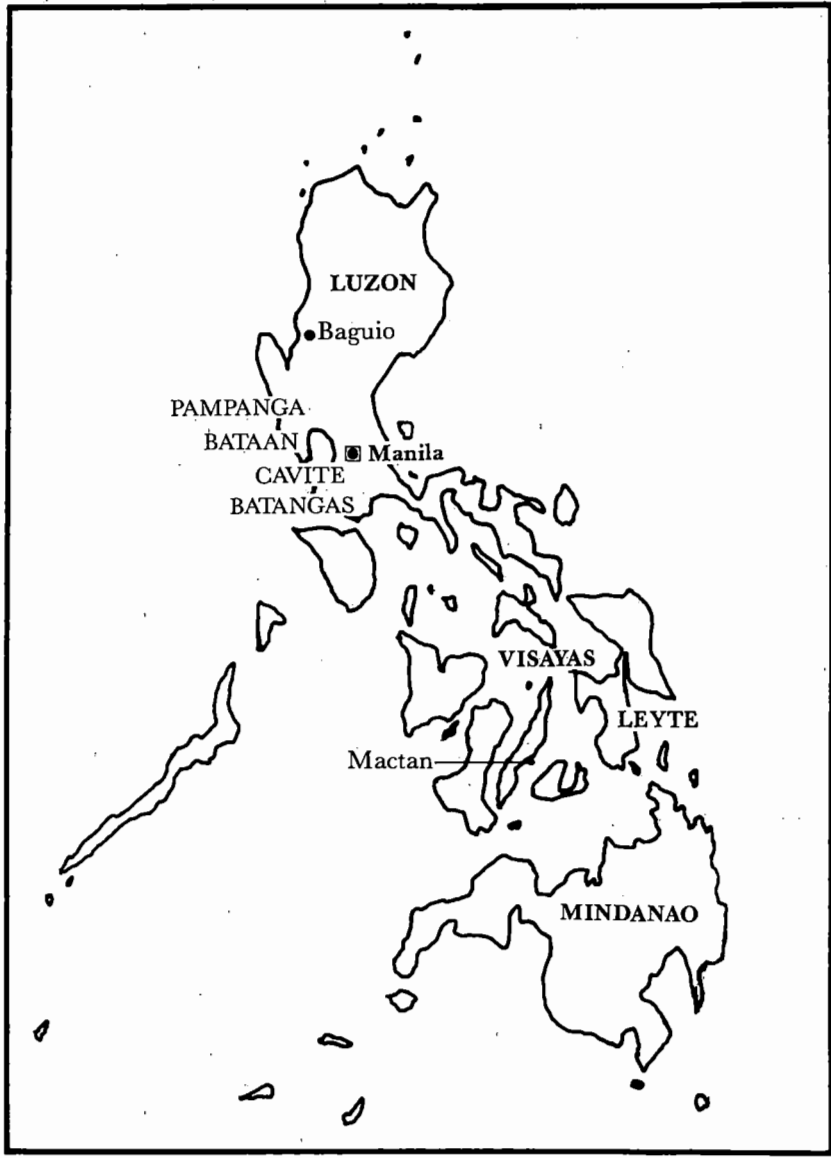 LUZON
Baguio
PAMPANGA
BATAAN
Manila
CAVITE
BATANGAS
VISAYAS
LEYTE
Mactan
MINDANAO